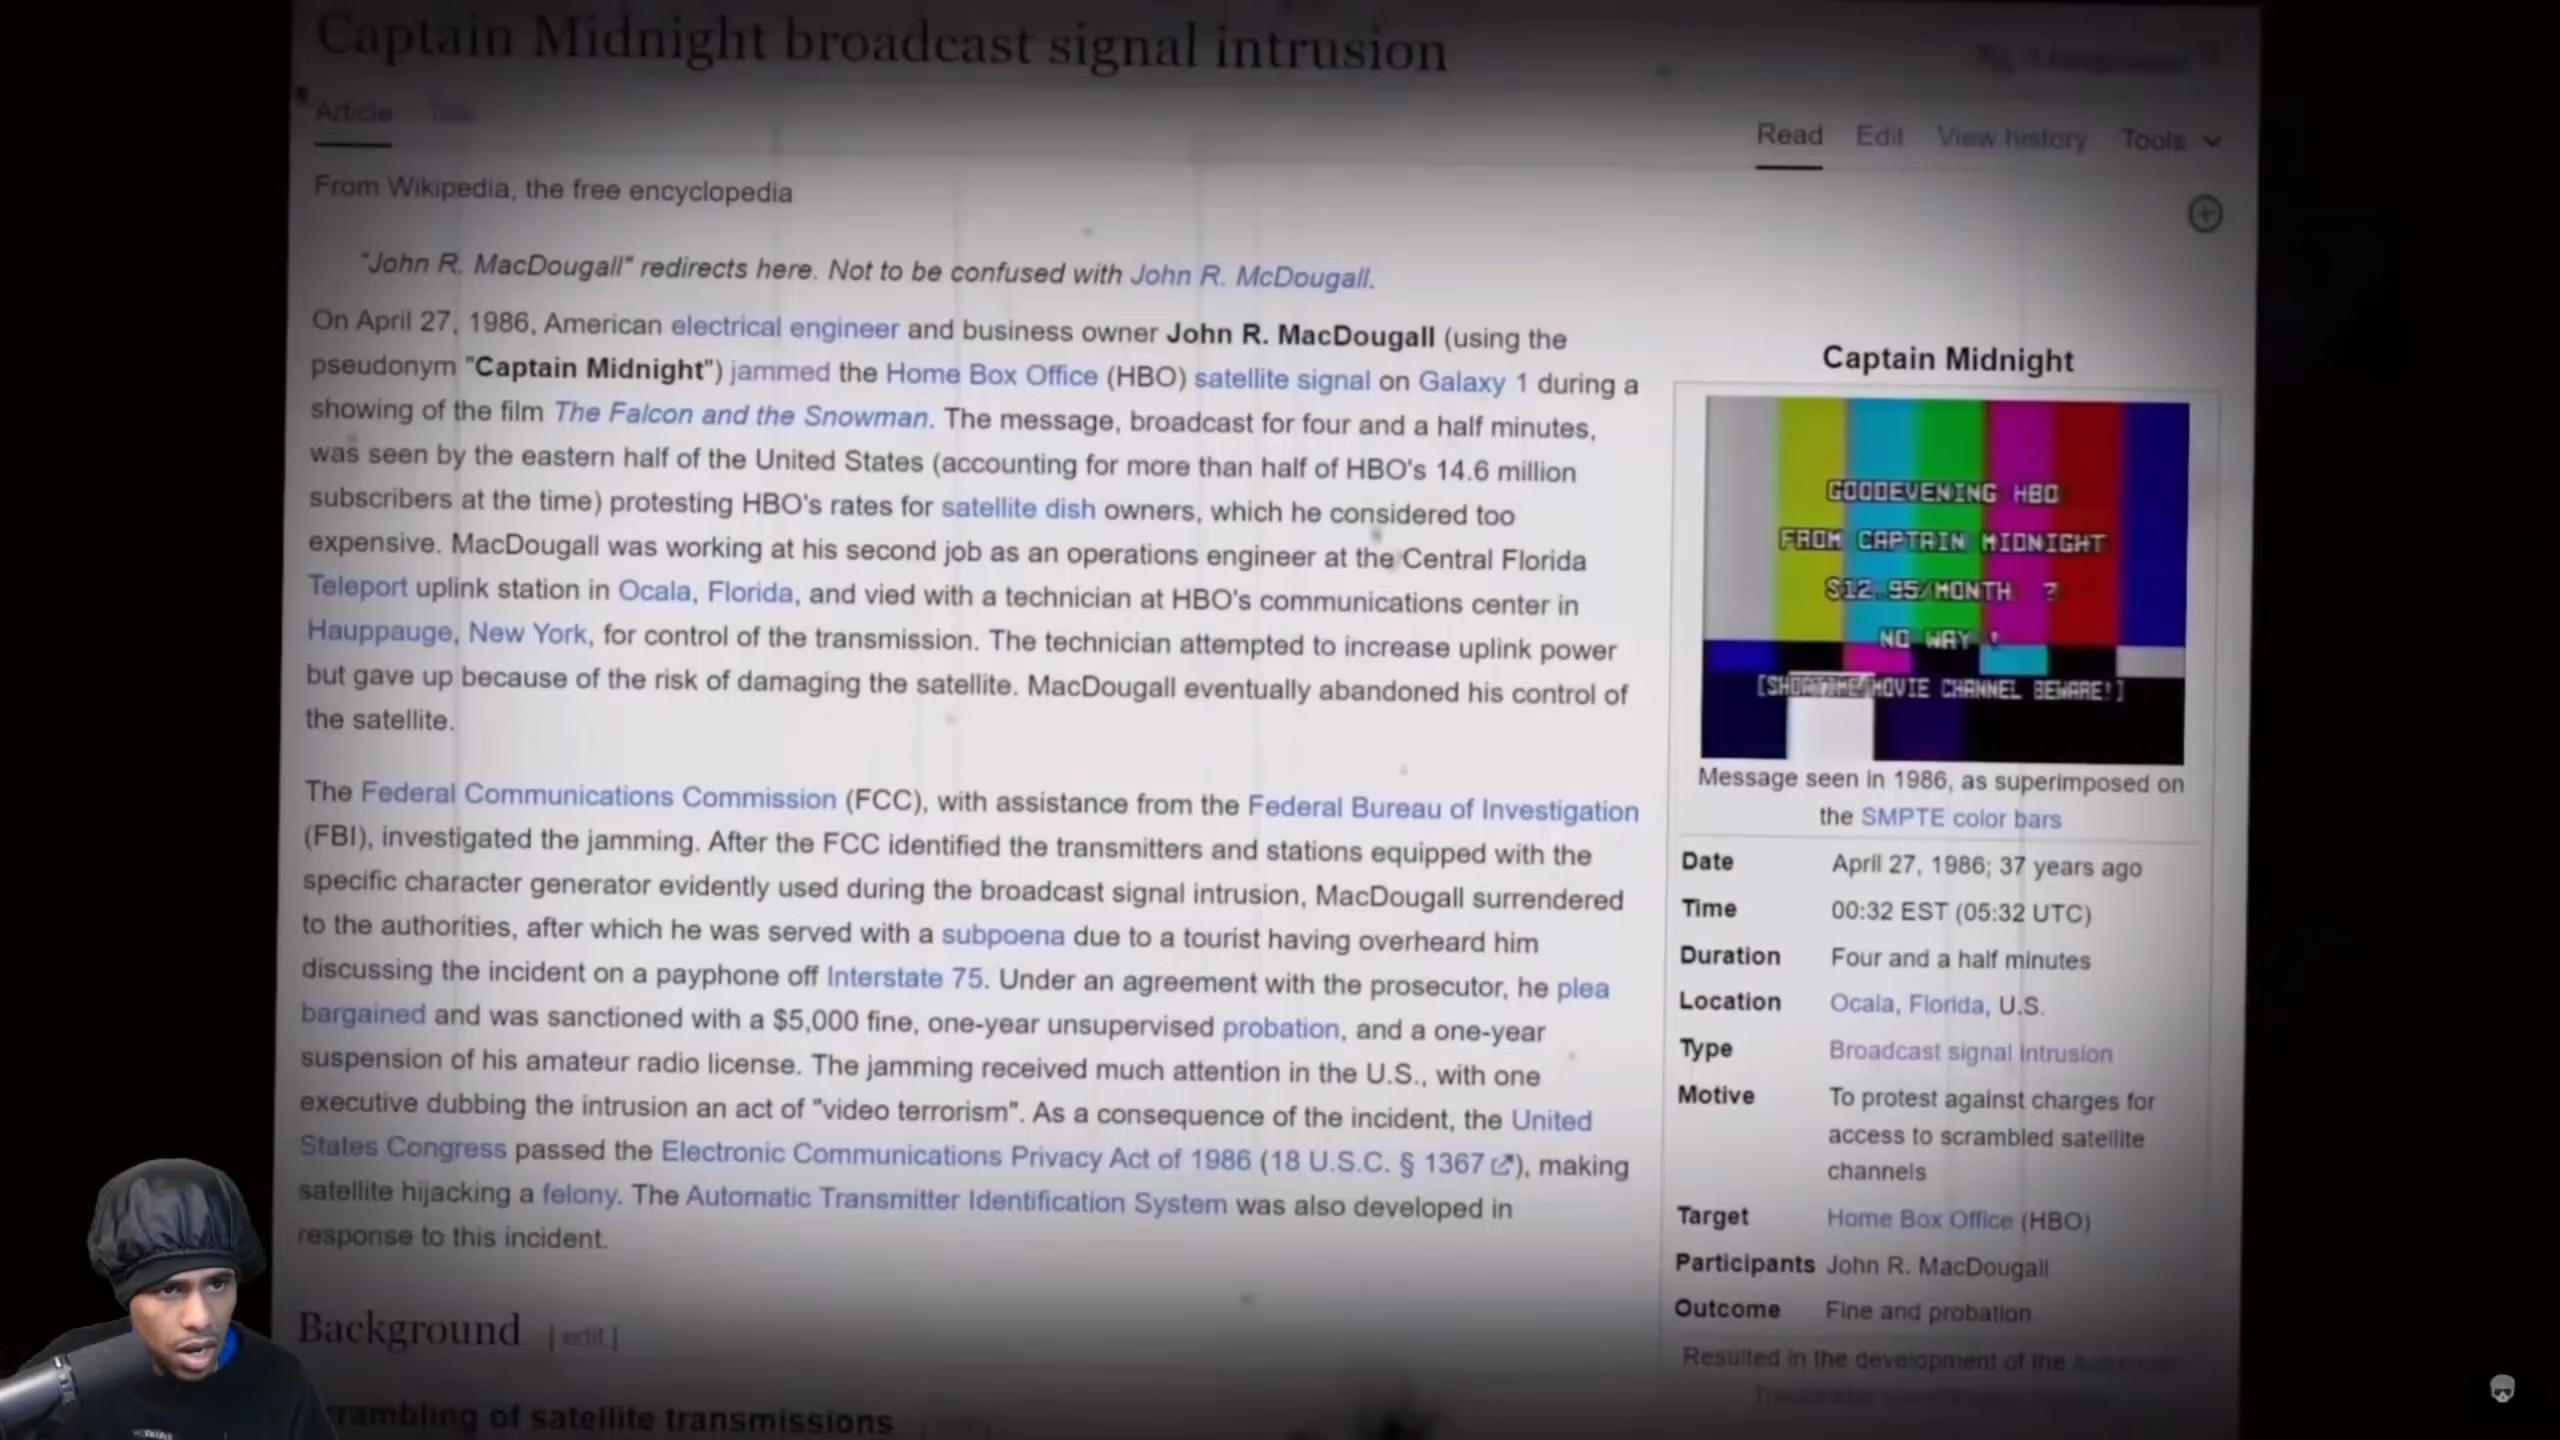 Captain Midnight broadcast signal intrusion
Article Talk
Read Edit View history Tools
From Wikipedia, the free encyclopedia
"John R. MacDougall" redirects here. Not to be confused with John R. McDougall.
On April 27, 1986, American electrical engineer and business owner John R. MacDougall (using the
pseudonym "Captain Midnight") jammed the Home Box Office (HBO) satellite signal on Galaxy 1 during a
showing of the film The Falcon and the Snowman. The message, broadcast for four and a half minutes,
was seen by the eastern half of the United States (accounting for more than half of HBO's 14.6 million
subscribers at the time) protesting HBO's rates for satellite dish owners, which he considered too
expensive. MacDougall was working at his second job as an operations engineer at the Central Florida
Teleport uplink station in Ocala, Florida, and vied with a technician at HBO's communications center in
Hauppauge, New York, for control of the transmission. The technician attempted to increase uplink power
but gave up because of the risk of damaging the satellite. MacDougall eventually abandoned his control of
the satellite.
The Federal Communications Commission (FCC), with assistance from the Federal Bureau of Investigation
(FBI), investigated the jamming. After the FCC identified the transmitters and stations equipped with the
specific character generator evidently used during the broadcast signal intrusion, MacDougall surrendered
to the authorities, after which he was served with a subpoena due to a tourist having overheard him
discussing the incident on a payphone off Interstate 75. Under an agreement with the prosecutor, he plea
bargained and was sanctioned with a $5,000 fine, one-year unsupervised probation, and a one-year
suspension of his amateur radio license. The jamming received much attention in the U.S., with one
executive dubbing the intrusion an act of "video terrorism". As a consequence of the incident, the United
States Congress passed the Electronic Communications Privacy Act of 1986 (18 U.S.C. § 1367), making
satellite hijacking a felony. The Automatic Transmitter Identification System was also developed in
response to this incident.
Background [edit]
rambling of satellite transmissions
Captain Midnight
GOODEVENING HBO
FROM CAPTAIN MIDNIGHT
$12.95/MONTH ?
NO WAY !
[SHOWTIME/MOVIE CHANNEL BEWARE!]
Message seen in 1986, as superimposed on
the SMPTE color bars
Date April 27, 1986; 37 years ago
Time 00:32 EST (05:32 UTC)
Duration Four and a half minutes
Location Ocala, Florida, U.S.
Type Broadcast signal intrusion
Motive To protest against charges for
access to scrambled satellite
channels
Target Home Box Office (HBO)
Participants John R. MacDougall
Outcome Fine and probation
Resulted in the development of the